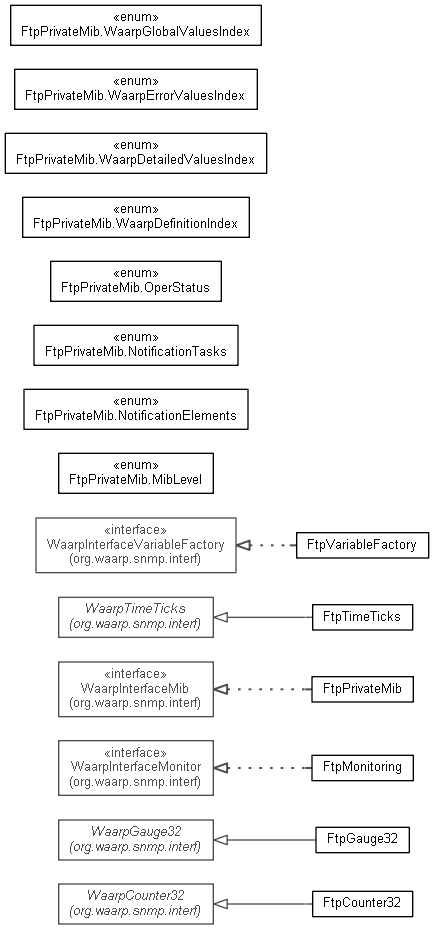 «enum»
FtpPrivateMib.WaarpGlobalValuesIndex
«enum»
FtpPrivateMib.WaarpErrorValuesIndex
«enum»
FtpPrivateMib.WaarpDetailedValuesIndex
«enum»
FtpPrivateMib.WaarpDefinitionIndex
«enum»
FtpPrivateMib.OperStatus
«enum»
FtpPrivateMib.NotificationTasks
«enum»
FtpPrivateMib.NotificationElements
«enum»
FtpPrivateMib.MibLevel
«interface»
WaarpInterfaceVariableFactory
(org.waarp.snmp.interf)
FtpVariableFactory
WaarpTimeTicks
(org.waarp.snmp.interf)
FtpTimeTicks
«interface»
WaarpInterfaceMib
(org.waarp.snmp.interf)
FtpPrivateMib
«interface»
WaarpInterfaceMonitor
(org.waarp.snmp.interf)
FtpMonitoring
WaarpGauge32
(org.waarp.snmp.interf)
FtpGauge32
WaarpCounter32
(org.waarp.snmp.interf)
FtpCounter32